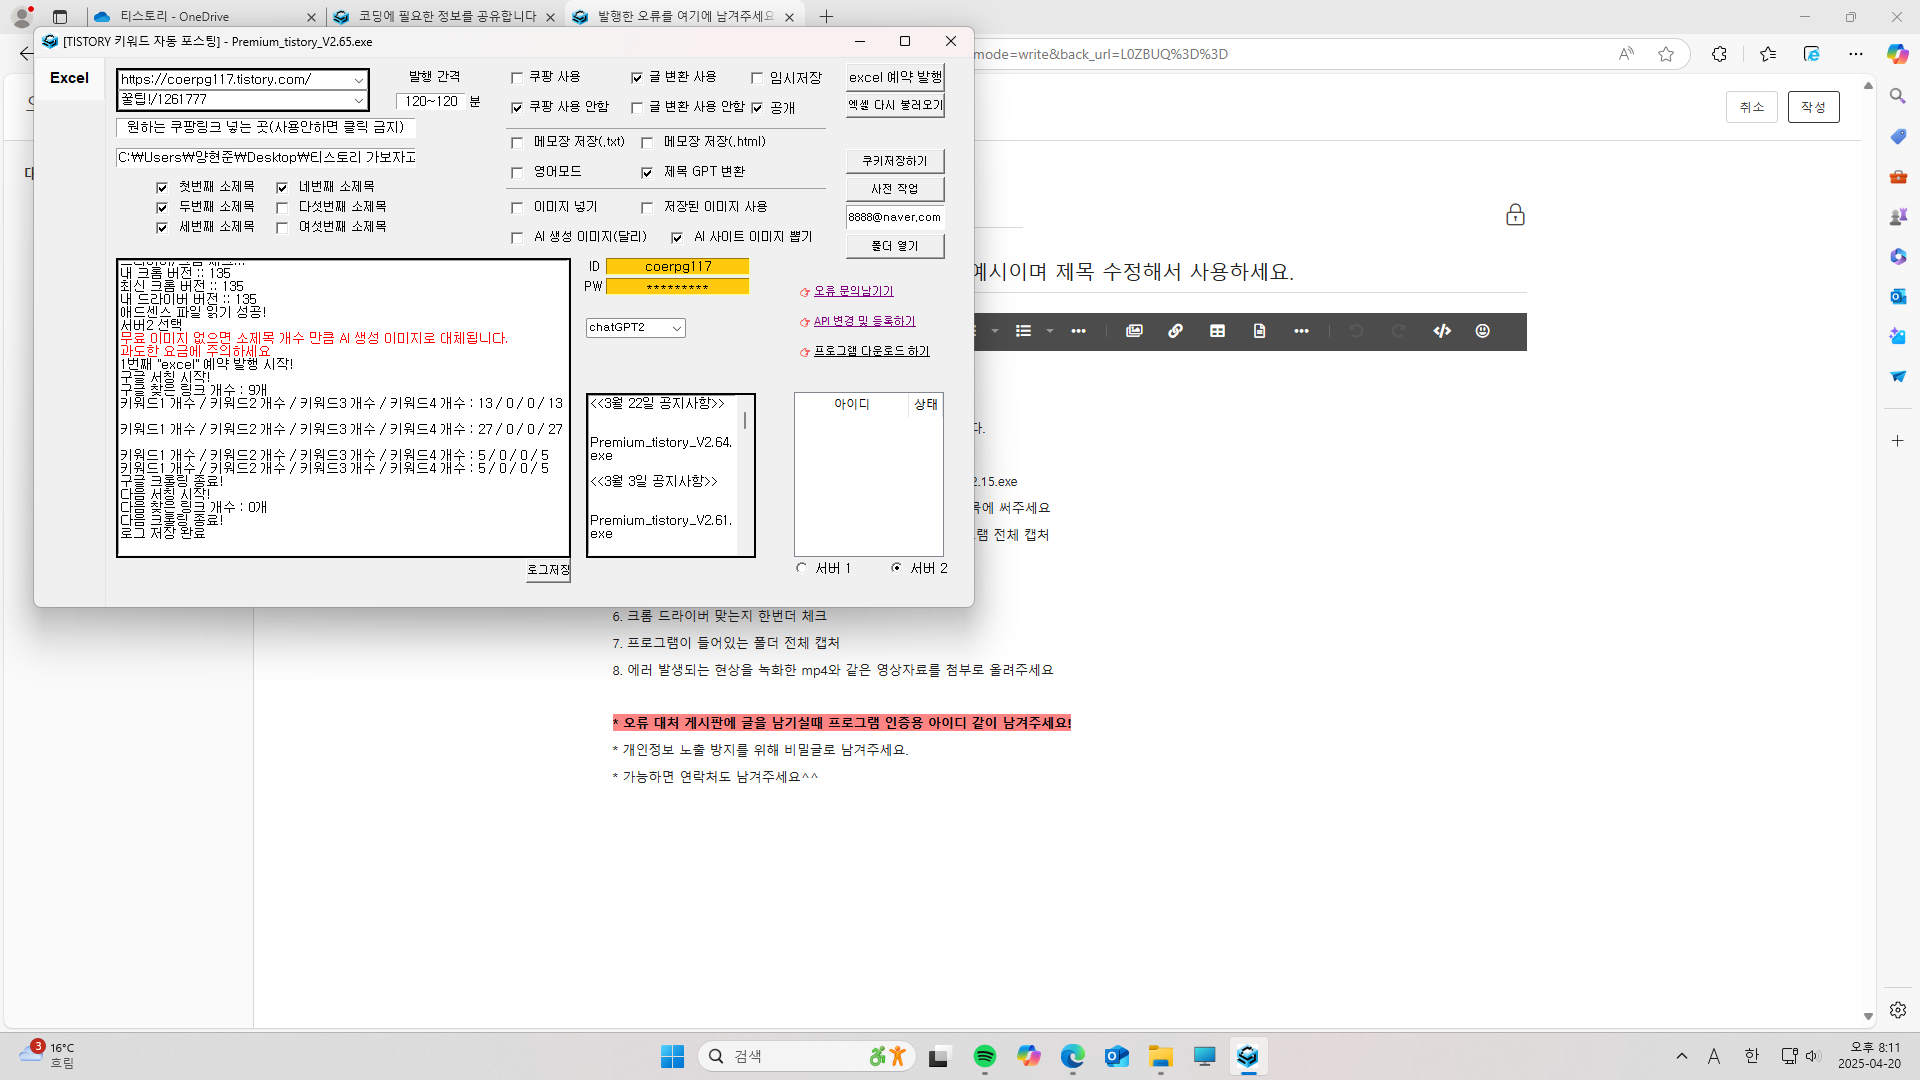 티스토리 - OneDrive
코딩에 필요한 정보를 공유합니다
발행한 오류를 여기에 남겨주세요
[TISTORY 키워드 자동 포스팅] - Premium_tistory_V2.65.exe
mode=write&back_url=L0ZBUQ%3D%3D
Excel
https://coerpg117.tistory.com/
꿀팁!/1261777
발행 간격
120~120 분
쿠팡 사용
글 변환 사용
임시저장
쿠팡 사용 안함
글 변환 사용 안함
공개
excel 예약 발행
엑셀 다시 불러오기
원하는 쿠팡링크 넣는 곳(사용안하면 클릭 금지)
C:₩Users₩양현준₩Desktop₩티스토리 가보자고
메모장 저장(.txt)
메모장 저장(.html)
영어모드
제목 GPT 변환
쿠키저장하기
사전 작업
8888@naver.com
폴더 열기
첫번째 소제목
네번째 소제목
두번째 소제목
다섯번째 소제목
세번째 소제목
여섯번째 소제목
이미지 넣기
저장된 이미지 사용
AI 생성 이미지(달리)
AI 사이트 이미지 뽑기
취소
작성
내 크롬 버전 :: 135
최신 크롬 버전 :: 135
내 드라이버 버전 :: 135
애드센스 파일 읽기 성공!
서버2 선택
무료 이미지 없으면 소제목 개수 만큼 AI 생성 이미지로 대체됩니다.
과도한 요금에 주의하세요
1번째 "excel" 예약 발행 시작!
구글 서칭 시작!
구글 찾은 링크 개수 : 9개
키워드1 개수 / 키워드2 개수 / 키워드3 개수 / 키워드4 개수 : 13 / 0 / 0 / 13
키워드1 개수 / 키워드2 개수 / 키워드3 개수 / 키워드4 개수 : 27 / 0 / 0 / 27
키워드1 개수 / 키워드2 개수 / 키워드3 개수 / 키워드4 개수 : 5 / 0 / 0 / 5
키워드1 개수 / 키워드2 개수 / 키워드3 개수 / 키워드4 개수 : 5 / 0 / 0 / 5
구글 크롤링 종료!
다음 서칭 시작!
다음 찾은 링크 개수 : 0개
다음 크롤링 종료!
로그 저장 완료
로그저장
ID coerpg117
PW *********
chatGPT2
오류 문의남기기
API 변경 및 등록하기
프로그램 다운로드 하기
<<3월 22일 공지사항>>
Premium_tistory_V2.64.
exe
<<3월 3일 공지사항>>
Premium_tistory_V2.61.
exe
아이디 상태
서버 1
서버 2
예시이며 제목 수정해서 사용하세요.
다.
2.15.exe
목에 써주세요
램 전체 캡처
6. 크롬 드라이버 맞는지 한번더 체크
7. 프로그램이 들어있는 폴더 전체 캡처
8. 에러 발생되는 현상을 녹화한 mp4와 같은 영상자료를 첨부로 올려주세요
* 오류 대처 게시판에 글을 남기실때 프로그램 인증용 아이디 같이 남겨주세요!
* 개인정보 노출 방지를 위해 비밀글로 남겨주세요.
* 가능하면 연락처도 남겨주세요^^
3
16°C
흐림
검색
A
한
오후 8:11
2025-04-20